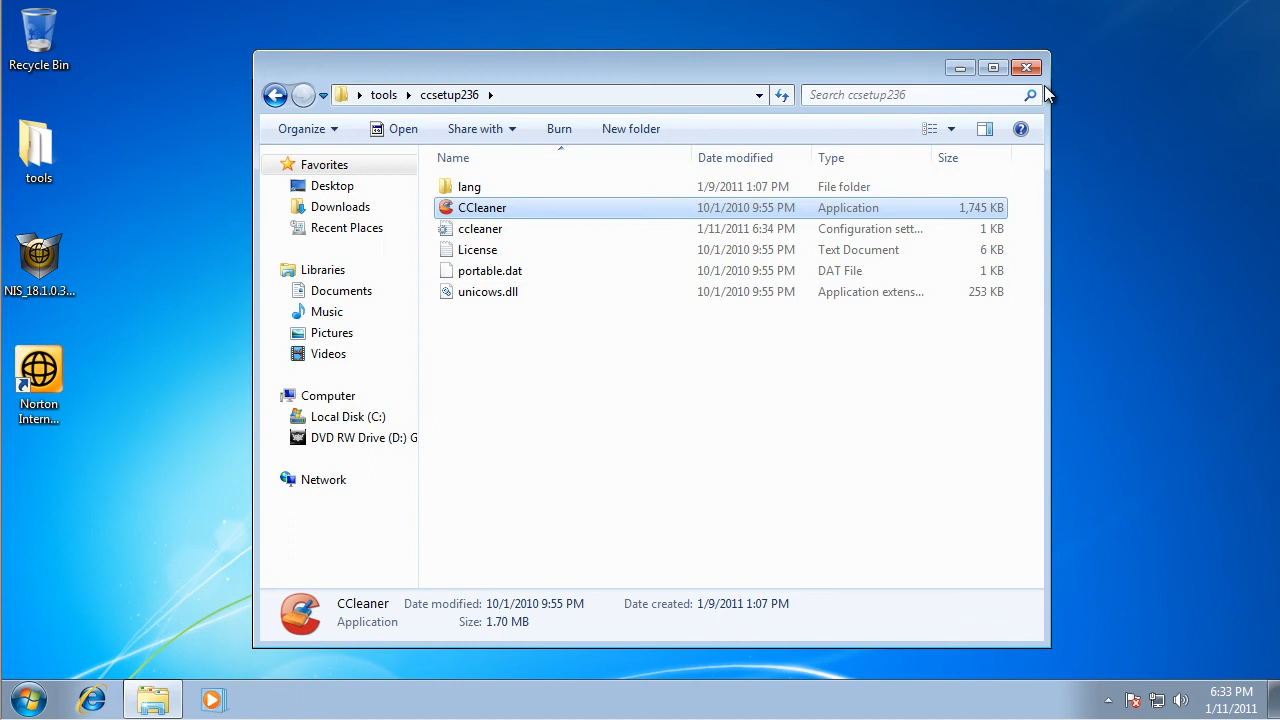 Recycle Bin
tools
NIS_18.1.0.3...
Norton
Intern...
tools
ccsetup236
Search ccsetup236
Organize
Open
Share with
Burn
New folder
Name
Date modified
Type
Size
Favorites
Desktop
Downloads
Recent Places
Libraries
Documents
Music
Pictures
Videos
Computer
Local Disk (C:)
DVD RW Drive (D:) G
Network
lang 1/9/2011 1:07 PM File folder
CCleaner 10/1/2010 9:55 PM Application 1,745 KB
ccleaner 1/11/2011 6:34 PM Configuration sett... 1 KB
License 10/1/2010 9:55 PM Text Document 6 KB
portable.dat 10/1/2010 9:55 PM DAT File 1 KB
unicows.dll 10/1/2010 9:55 PM Application extens... 253 KB
CCleaner Date modified: 10/1/2010 9:55 PM Date created: 1/9/2011 1:07 PM
Application Size: 1.70 MB
6:33 PM
1/11/2011